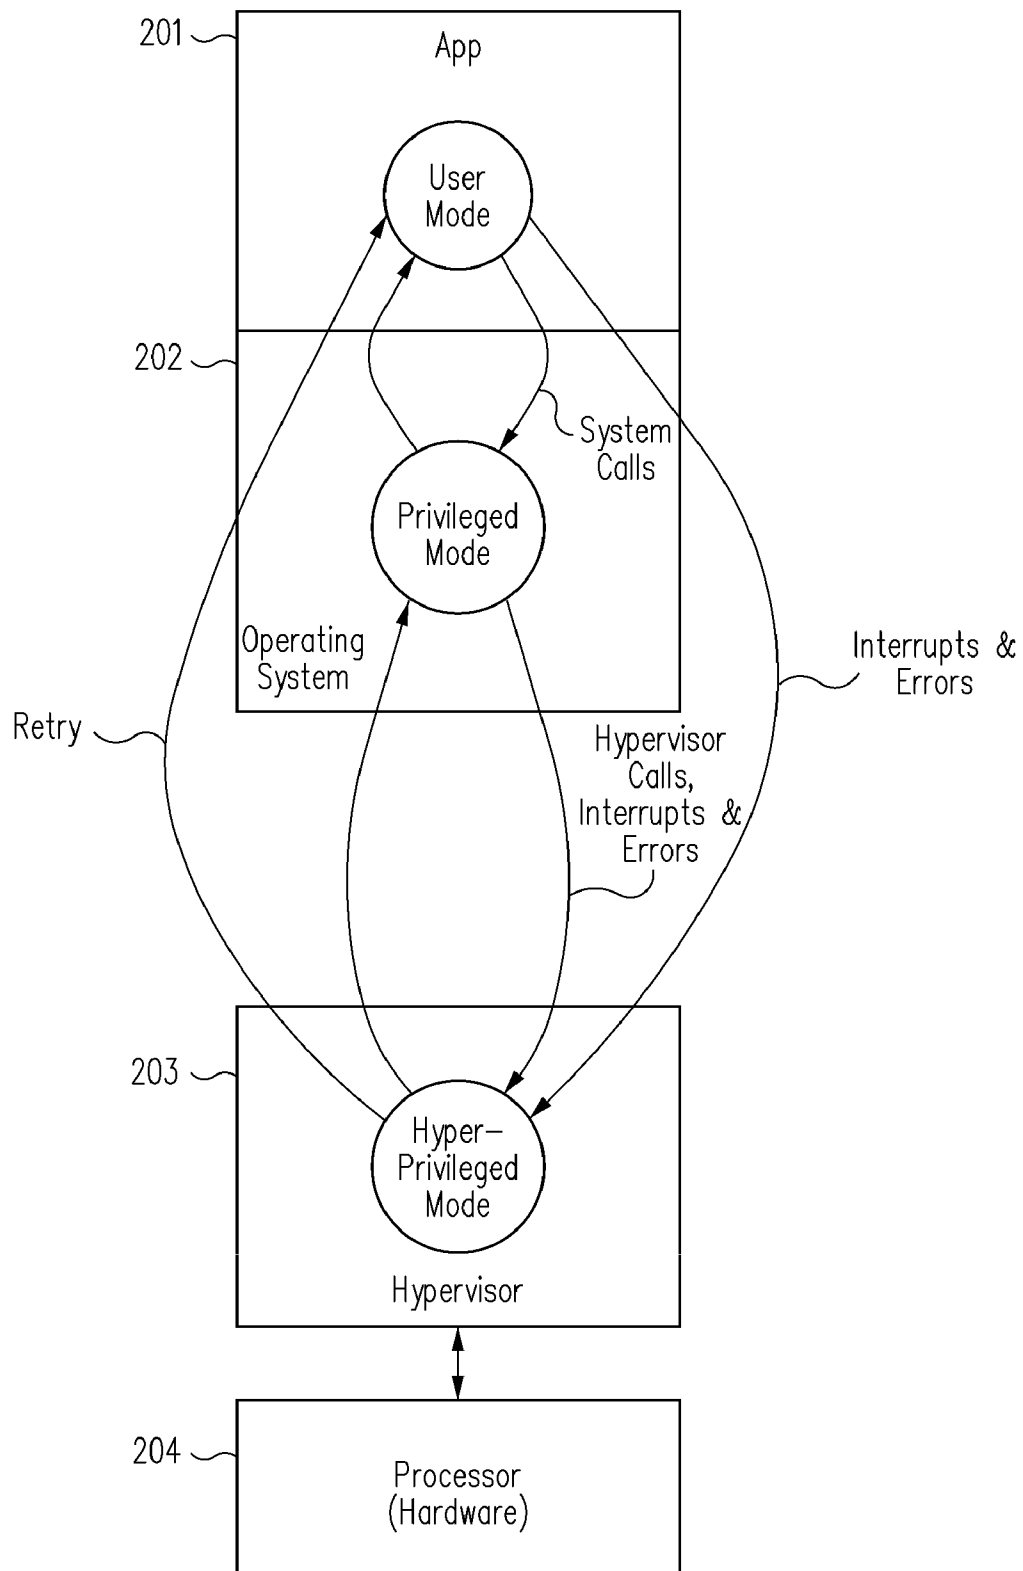 201
App
User
Mode
202
System
Calls
Privileged
Mode
Operating
System
Interrupts &
Errors
Retry
Hypervisor
Calls,
Interrupts &
Errors
203
Hyper-
Privileged
Mode
Hypervisor
204
Processor
(Hardware)